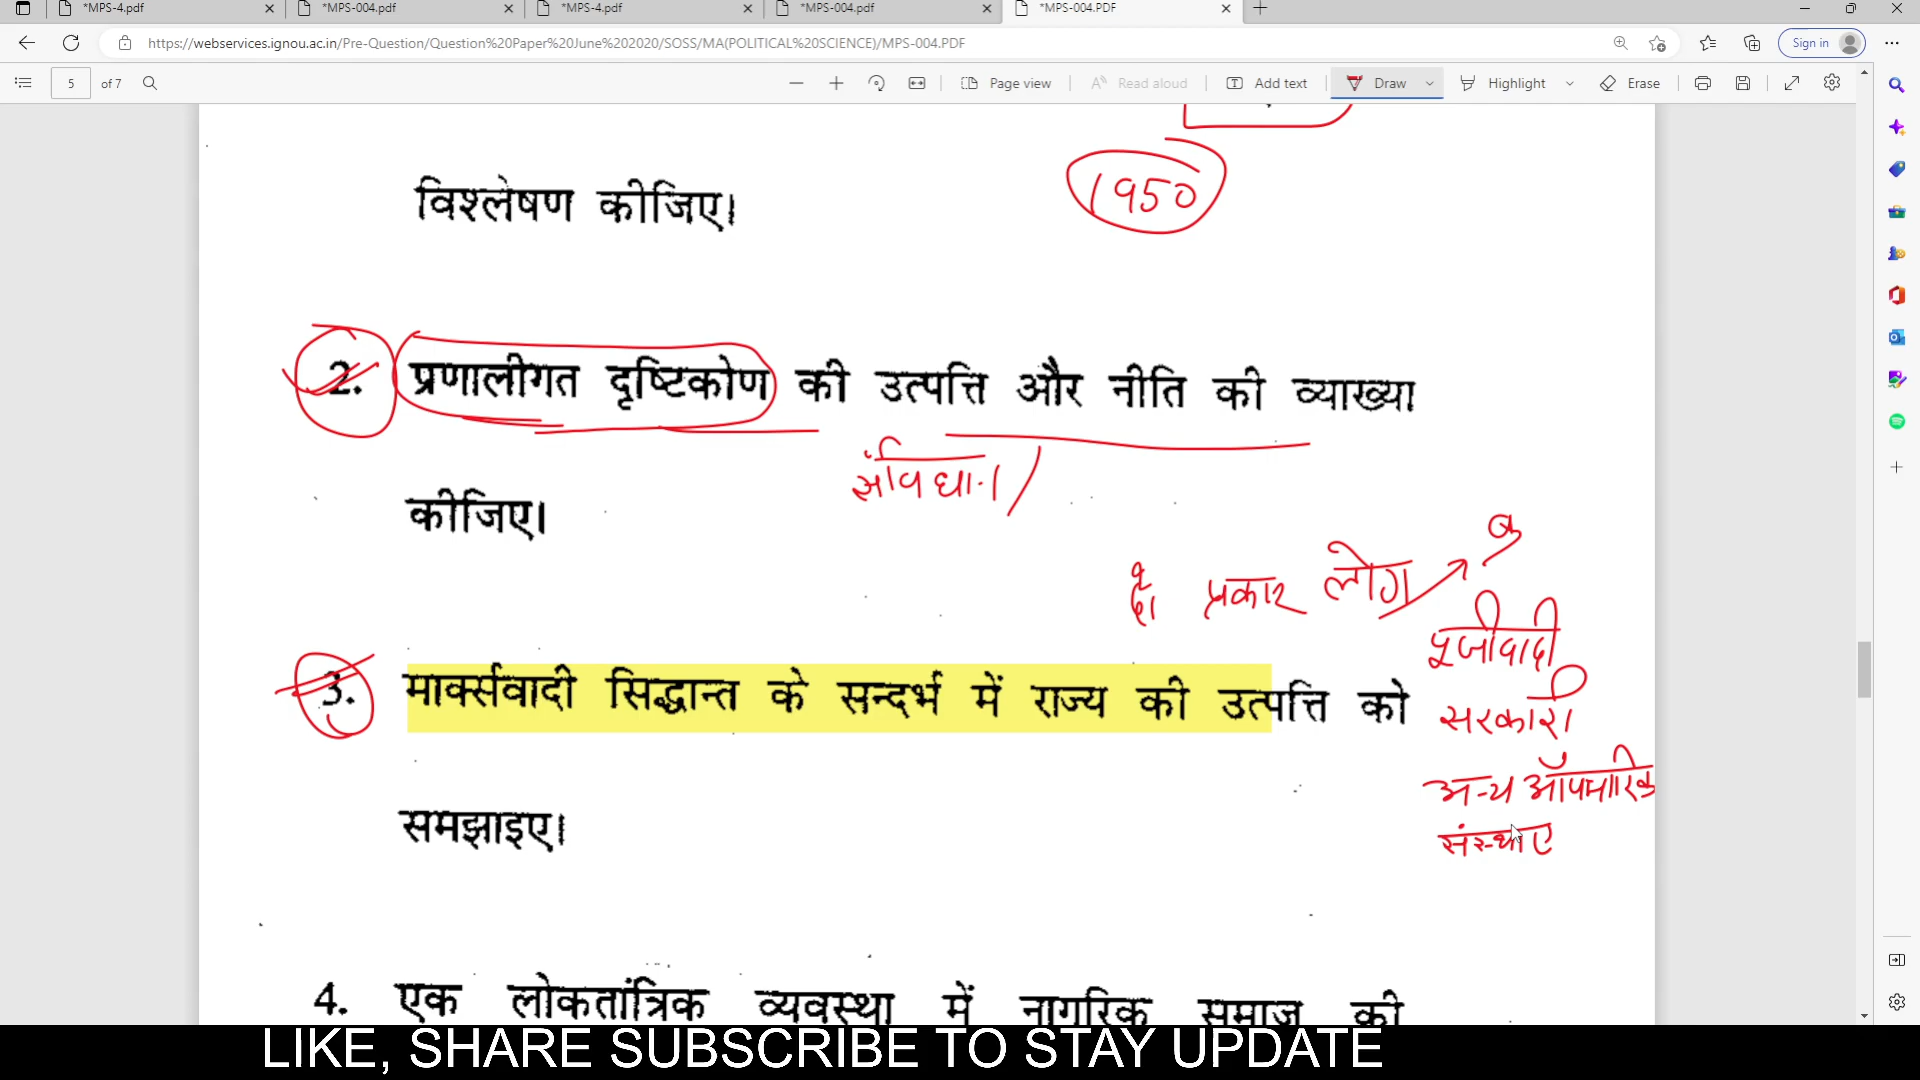 *MPS-4.pdf *MPS-004.pdf *MPS-4.pdf *MPS-004.pdf *MPS-004.PDF
https://webservices.ignou.ac.in/Pre-Question/Question%20Paper%20June%202020/SOSS/MA(POLITICAL%20SCIENCE)/MPS-004.PDF Sign in
5 of 7 Page view Read aloud Add text Draw Highlight Erase
विश्लेषण कीजिए। 1950
2. प्रणालीगत दृष्टिकोण की उत्पत्ति और नीति की व्याख्या
संविधान
कीजिए।
प्रकार लोग
पूजीवादी
3. मार्क्सवादी सिद्धान्त के सन्दर्भ में राज्य की उत्पत्ति को
सरकारी
अन्य औपचारिक
समझाइए।
संस्थाए
4. एक लोकतांत्रिक व्यवस्था में नागरिक समाज की
LIKE, SHARE SUBSCRIBE TO STAY UPDATE